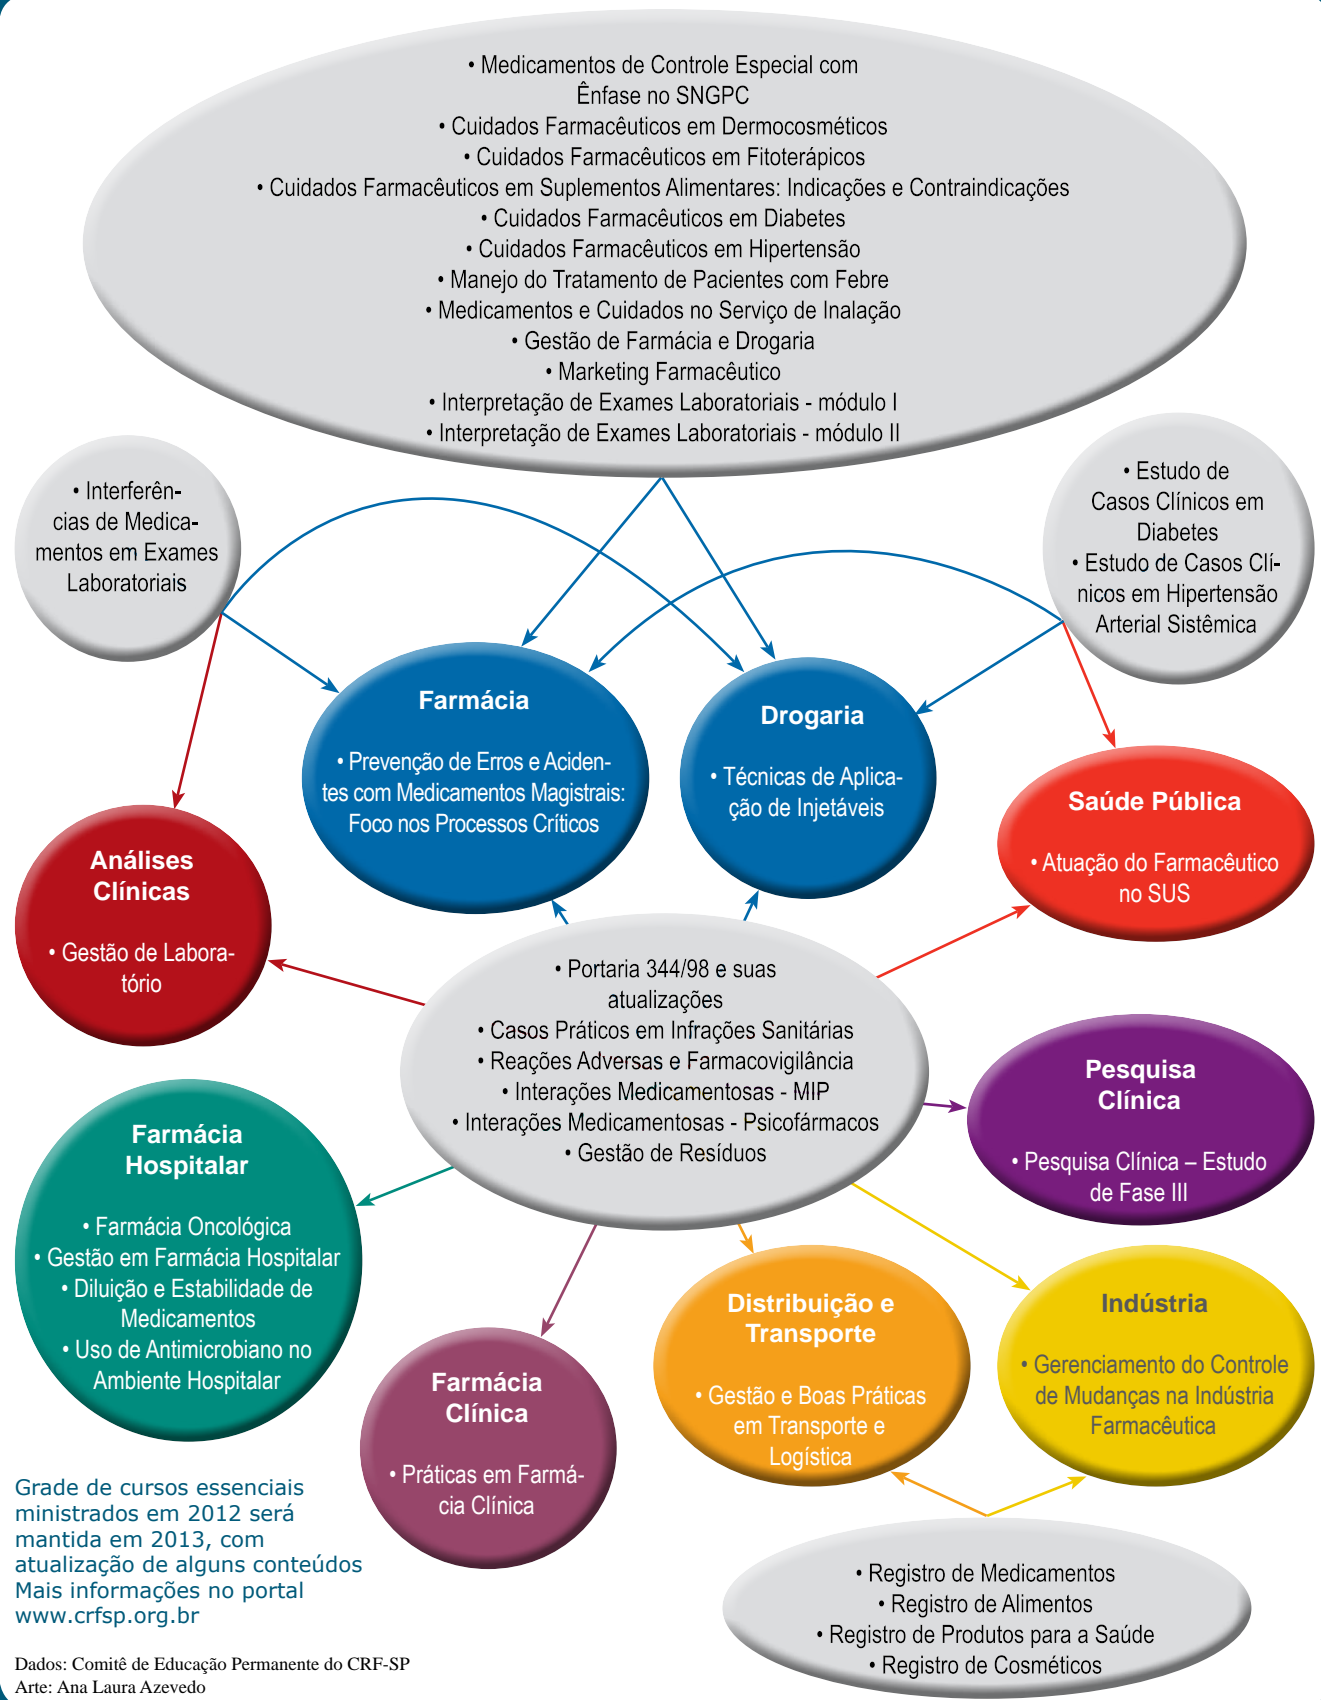 • Medicamentos de Controle Especial com
Ênfase no SNGPC
• Cuidados Farmacêuticos em Dermocosméticos
• Cuidados Farmacêuticos em Fitoterápicos
• Cuidados Farmacêuticos em Suplementos Alimentares: Indicações e Contraindicações
• Cuidados Farmacêuticos em Diabetes
• Cuidados Farmacêuticos em Hipertensão
• Manejo do Tratamento de Pacientes com Febre
• Medicamentos e Cuidados no Serviço de Inalação
• Gestão de Farmácia e Drogaria
• Marketing Farmacêutico
• Interpretação de Exames Laboratoriais - módulo I
• Interpretação de Exames Laboratoriais - módulo II
• Interferên-
cias de Medica-
mentos em Exames
Laboratoriais
• Estudo de
Casos Clínicos em
Diabetes
• Estudo de Casos Clí-
nicos em Hipertensão
Arterial Sistêmica
Farmácia
• Prevenção de Erros e Aciden-
tes com Medicamentos Magistrais:
Foco nos Processos Críticos
Drogaria
• Técnicas de Aplica-
ção de Injetáveis
Saúde Pública
• Atuação do Farmacêutico
no SUS
Análises
Clínicas
• Gestão de Labora-
tório
• Portaria 344/98 e suas
atualizações
• Casos Práticos em Infrações Sanitárias
• Reações Adversas e Farmacovigilância
• Interações Medicamentosas - MIP
• Interações Medicamentosas - Psicofármacos
• Gestão de Resíduos
Pesquisa
Clínica
• Pesquisa Clínica – Estudo
de Fase III
Farmácia
Hospitalar
• Farmácia Oncológica
• Gestão em Farmácia Hospitalar
• Diluição e Estabilidade de
Medicamentos
• Uso de Antimicrobiano no
Ambiente Hospitalar
Farmácia
Clínica
• Práticas em Farmá-
cia Clínica
Distribuição e
Transporte
• Gestão e Boas Práticas
em Transporte e
Logística
Indústria
• Gerenciamento do Controle
de Mudanças na Indústria
Farmacêutica
• Registro de Medicamentos
• Registro de Alimentos
• Registro de Produtos para a Saúde
• Registro de Cosméticos
Grade de cursos essenciais
ministrados em 2012 será
mantida em 2013, com
atualização de alguns conteúdos
Mais informações no portal
www.crfsp.org.br
Dados: Comitê de Educação Permanente do CRF-SP
Arte: Ana Laura Azevedo